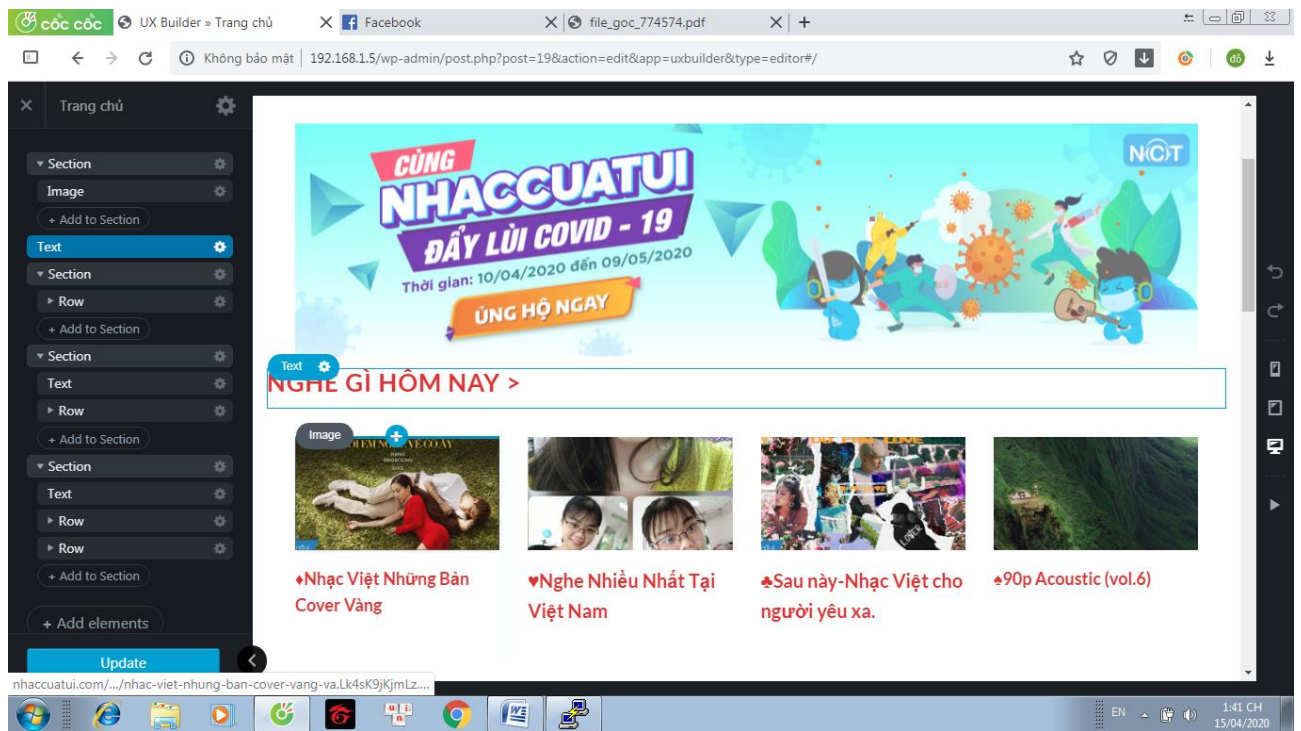 cốc cốc
UX Builder » Trang chủ
Facebook
file_goc_774574.pdf
Không bảo mật
192.168.1.5/wp-admin/post.php?post=19&action=edit&app=uxbuilder&type=editor#/
đỏ
Trang chủ
Section
Image
+ Add to Section
Text
Section
Row
+ Add to Section
Section
Text
Row
+ Add to Section
Section
Text
Row
Row
+ Add to Section
+ Add elements
Update
CÙNG
NHACCUATUI
ĐẨY LÙI COVID - 19
Thời gian: 10/04/2020 đến 09/05/2020
ỦNG HỘ NGAY
NCT
Text
NGHE GÌ HÔM NAY >
Image
LOVER
♦Nhạc Việt Những Bản
Cover Vàng
♥Nghe Nhiều Nhất Tại
Việt Nam
♣Sau này-Nhạc Việt cho
người yêu xa.
♠90p Acoustic (vol.6)
nhaccuatui.com/.../nhac-viet-nhung-ban-cover-vang-va.Lk4sK9jKjmLz....
EN
1:41 CH
15/04/2020